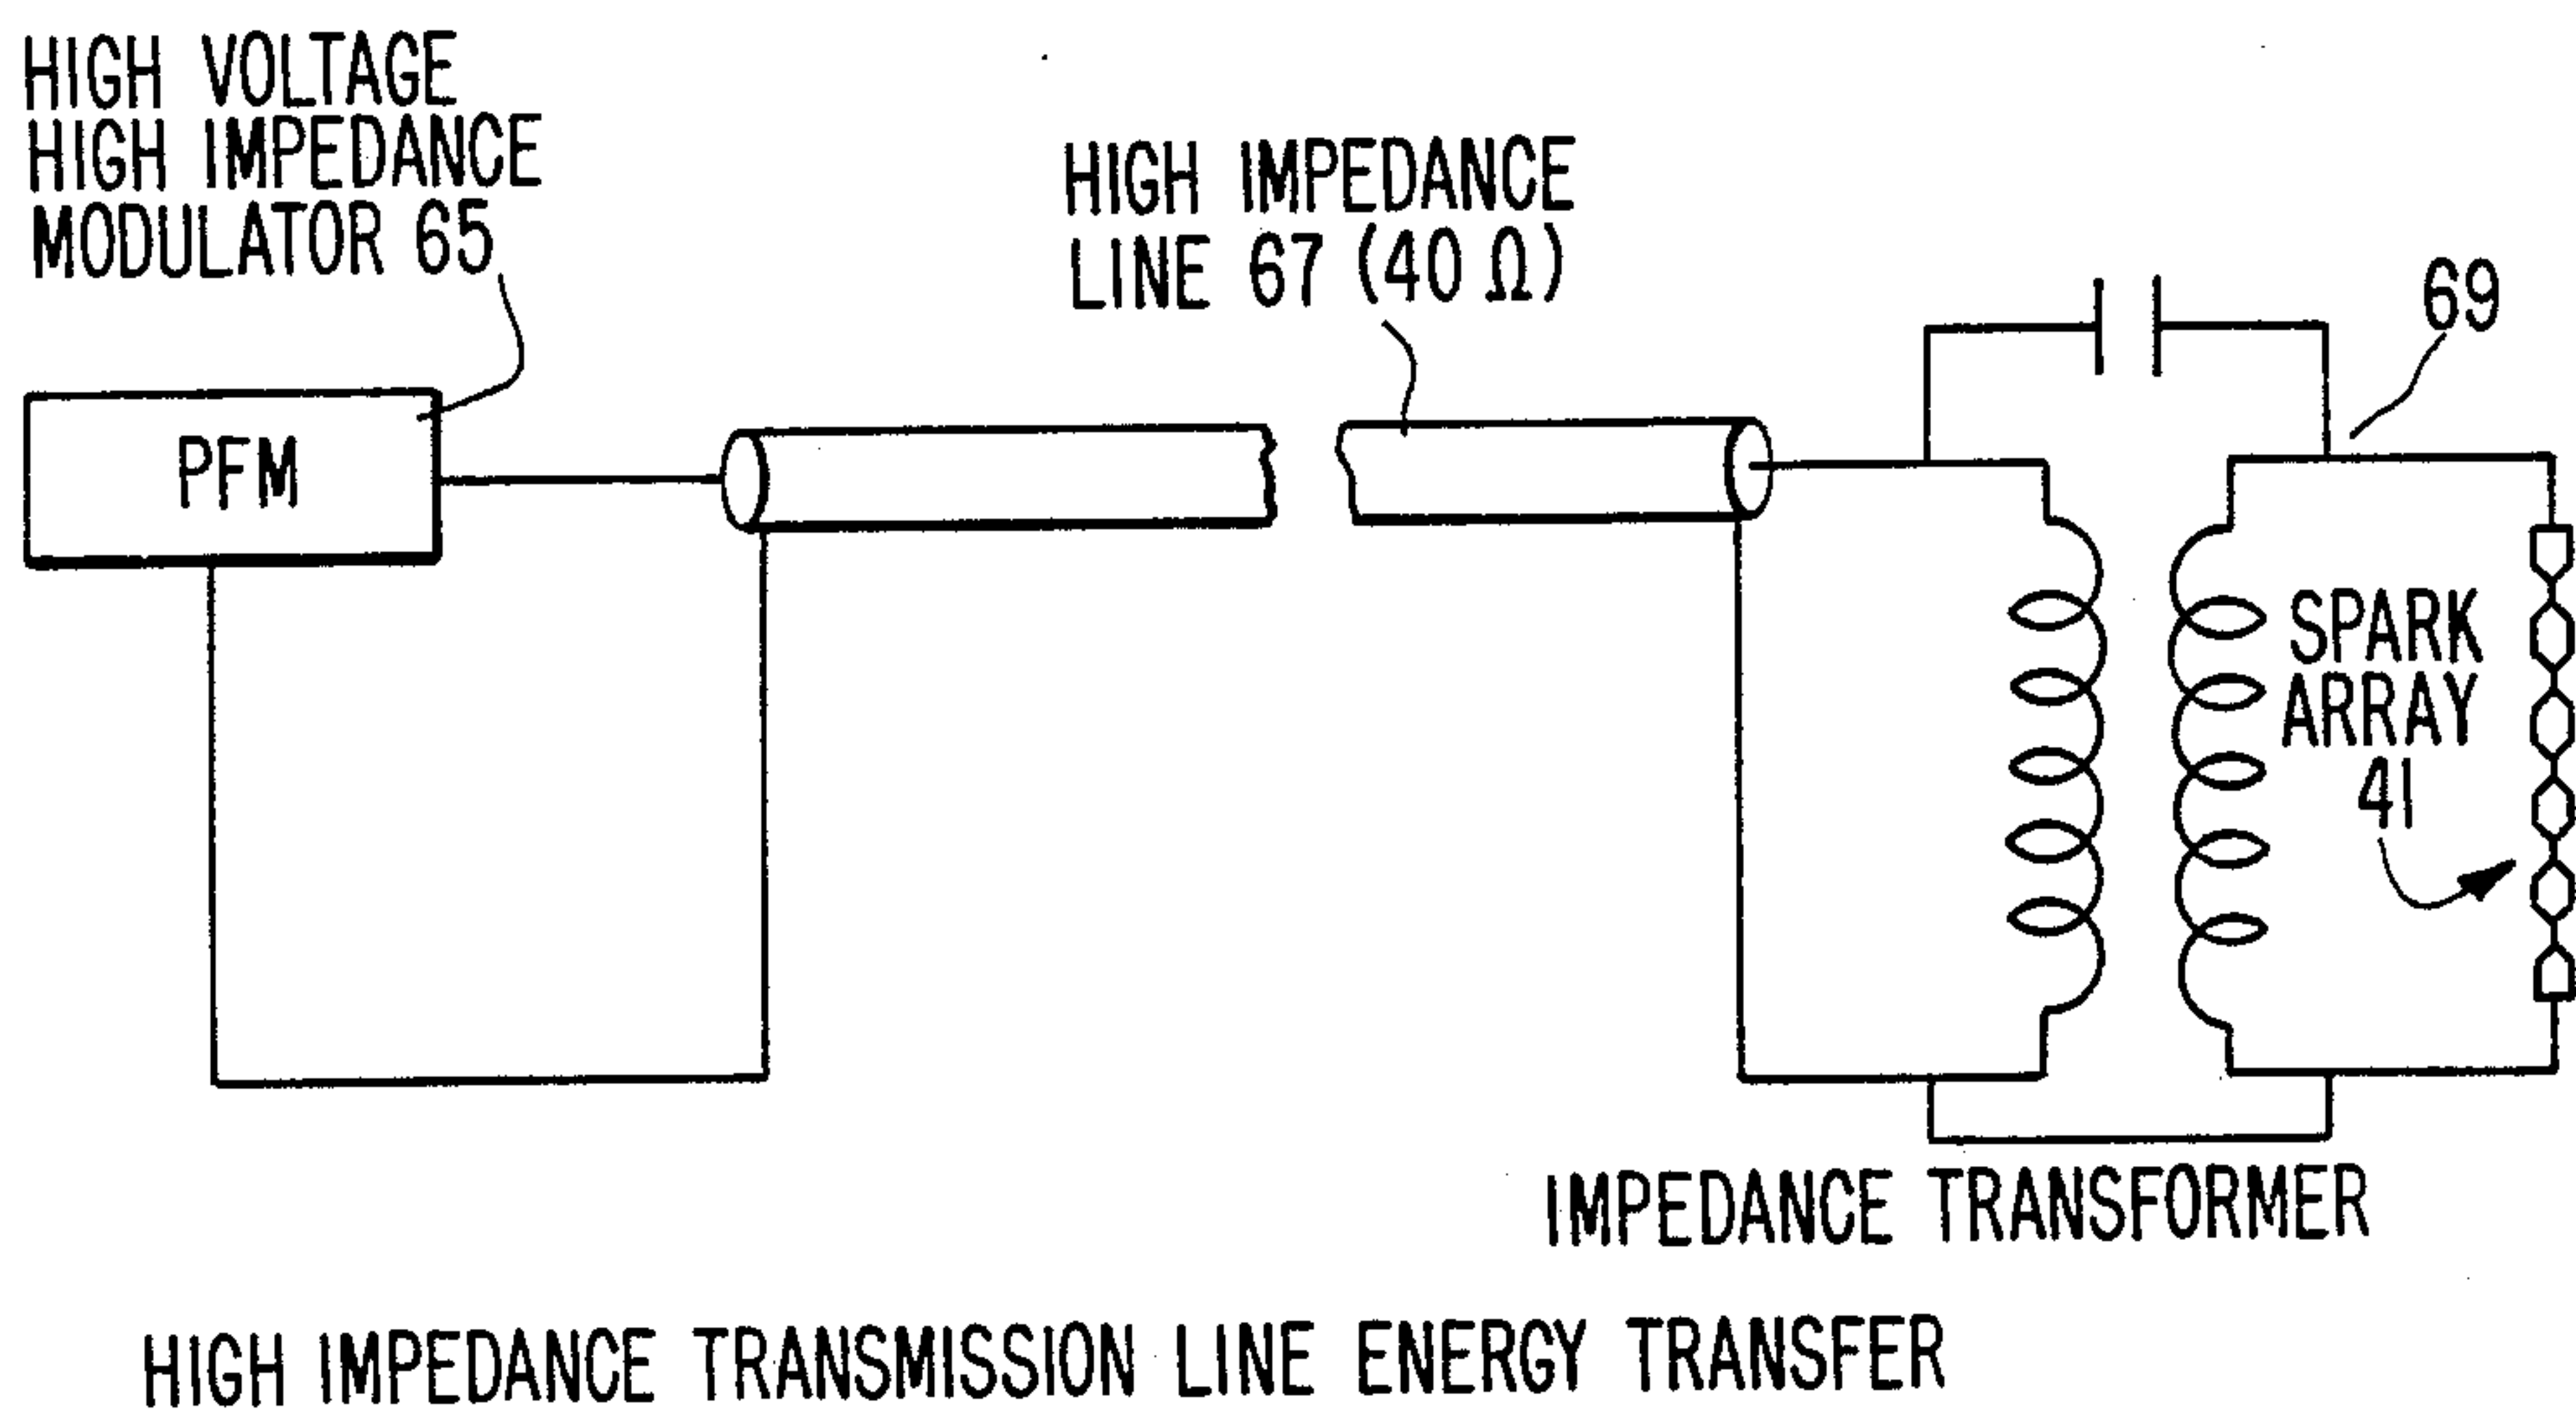 HIGH VOLTAGE
HIGH IMPEDANCE
MODULATOR 65
PFM
HIGH IMPEDANCE
LINE 67 (40 Ω)
69
SPARK
ARRAY
41
IMPEDANCE TRANSFORMER
HIGH IMPEDANCE TRANSMISSION LINE ENERGY TRANSFER